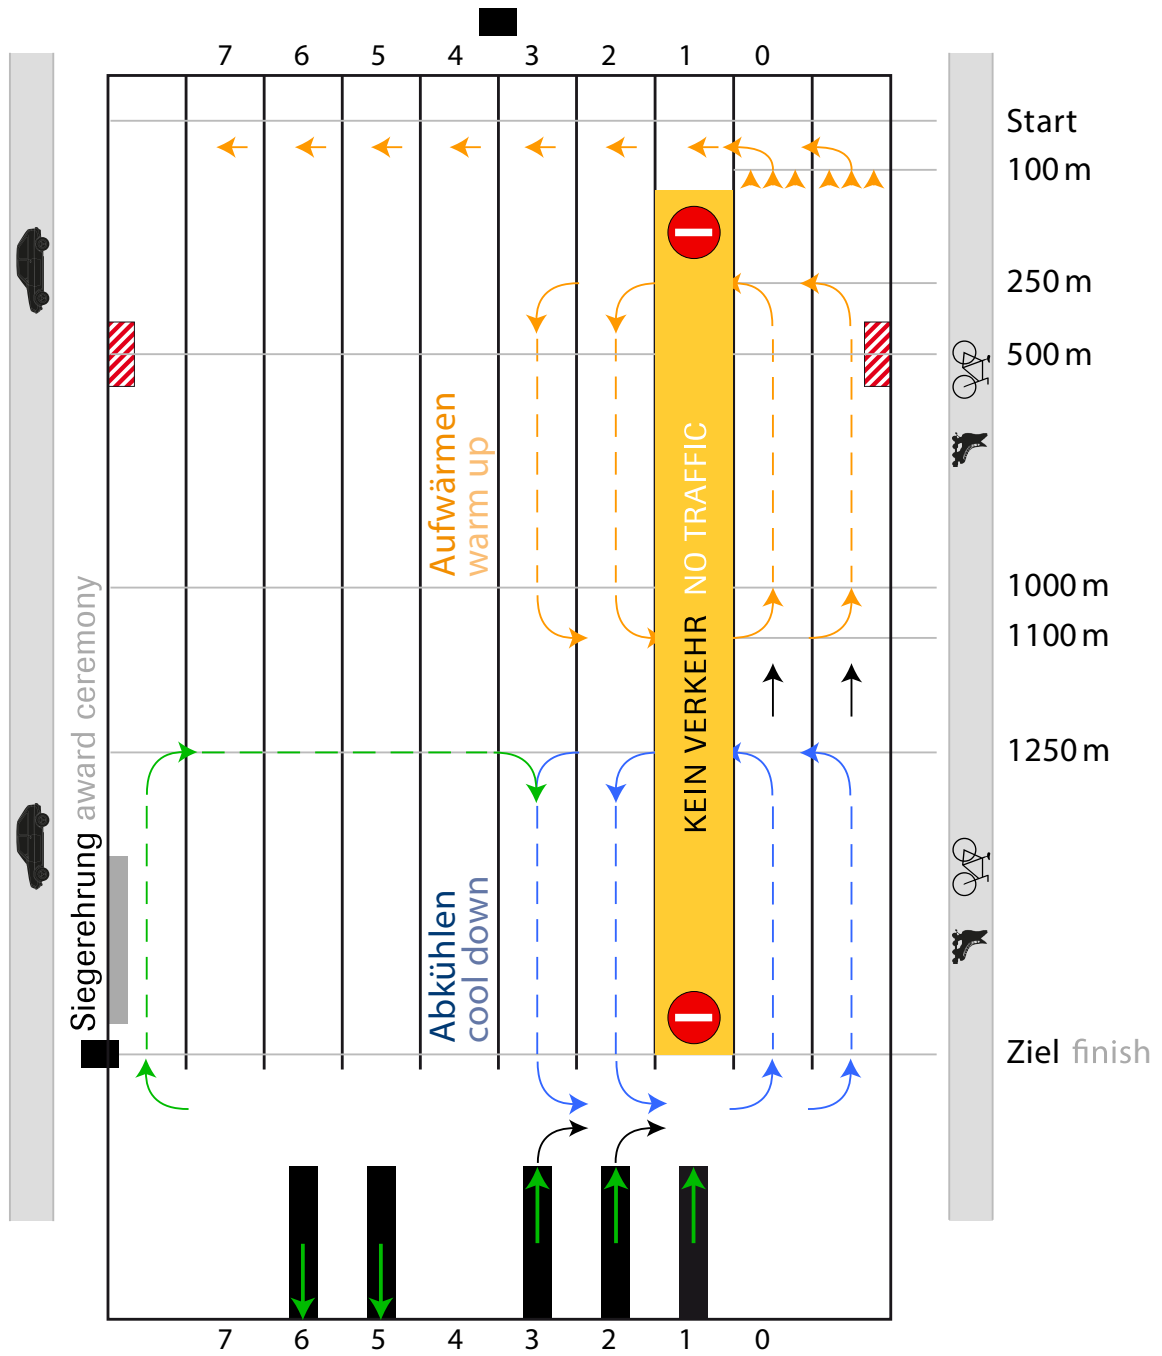 7 6 5 4 3 2 1 0
Start
100 m
250 m
500 m
1000 m
1100 m
1250 m
Ziel finish
Aufwärmen
warm up
KEIN VERKEHR NO TRAFFIC
Siegerehrung award ceremony
Abkühlen
cool down
7 6 5 4 3 2 1 0